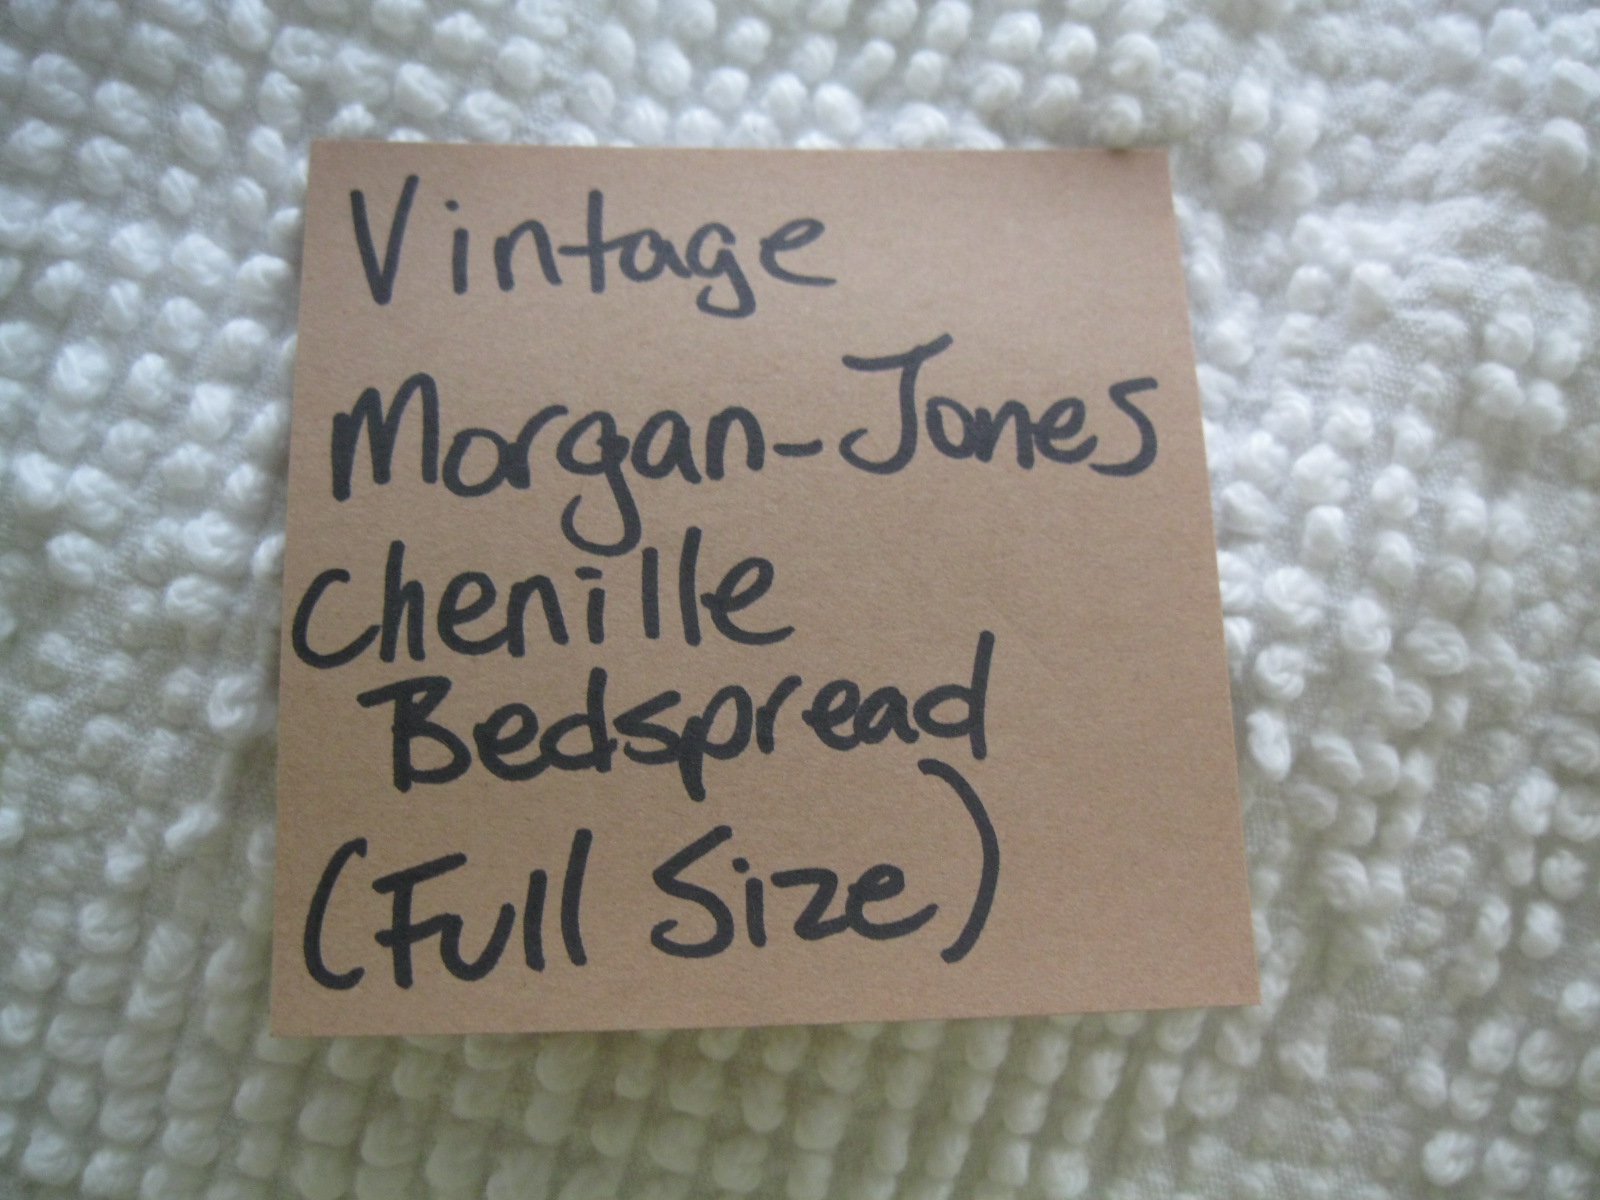 Vintage
Morgan-Jones
Chenille
Bedspread
(Full Size)